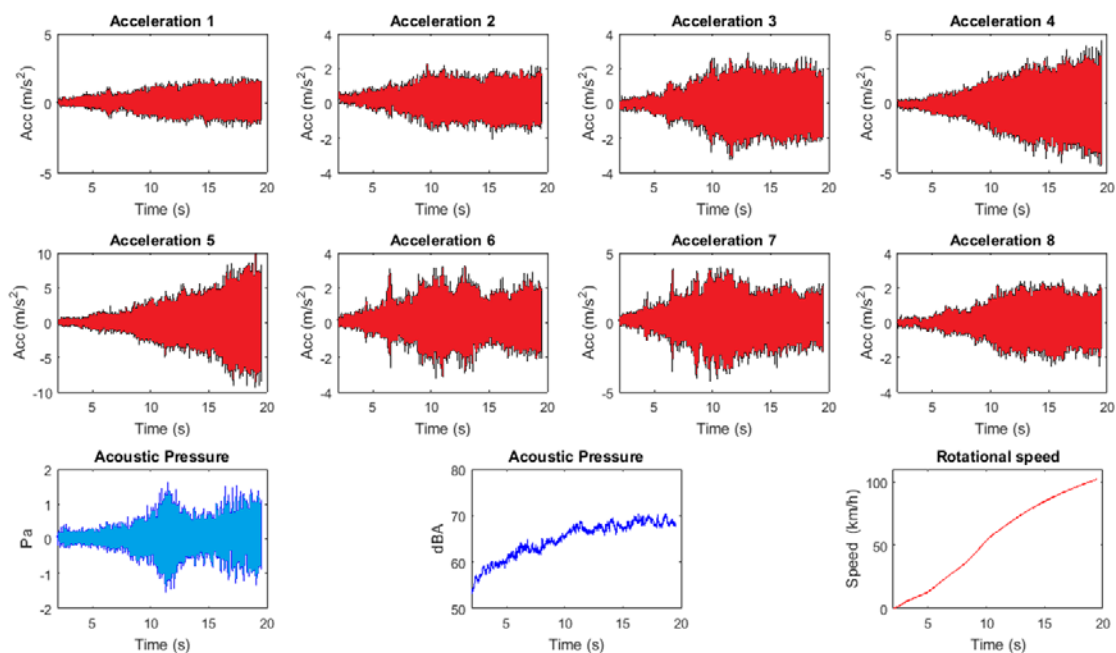 Acceleration 1
5
0
-5
Acc (m/s²)
5 10 15 20
Time (s)
Acceleration 2
4
2
0
-2
-4
Acc (m/s²)
5 10 15 20
Time (s)
Acceleration 3
4
2
0
-2
-4
Acc (m/s²)
5 10 15 20
Time (s)
Acceleration 4
5
0
-5
Acc (m/s²)
5 10 15 20
Time (s)
Acceleration 5
10
5
0
-5
-10
Acc (m/s²)
5 10 15 20
Time (s)
Acceleration 6
4
2
0
-2
-4
Acc (m/s²)
5 10 15 20
Time (s)
Acceleration 7
5
0
-5
Acc (m/s²)
5 10 15 20
Time (s)
Acceleration 8
4
2
0
-2
-4
Acc (m/s²)
5 10 15 20
Time (s)
Acoustic Pressure
2
1
0
-1
-2
Pa
5 10 15 20
Time (s)
Acoustic Pressure
80
70
60
50
dBA
5 10 15 20
Time (s)
Rotational speed
100
50
0
Speed (km/h)
5 10 15 20
Time (s)